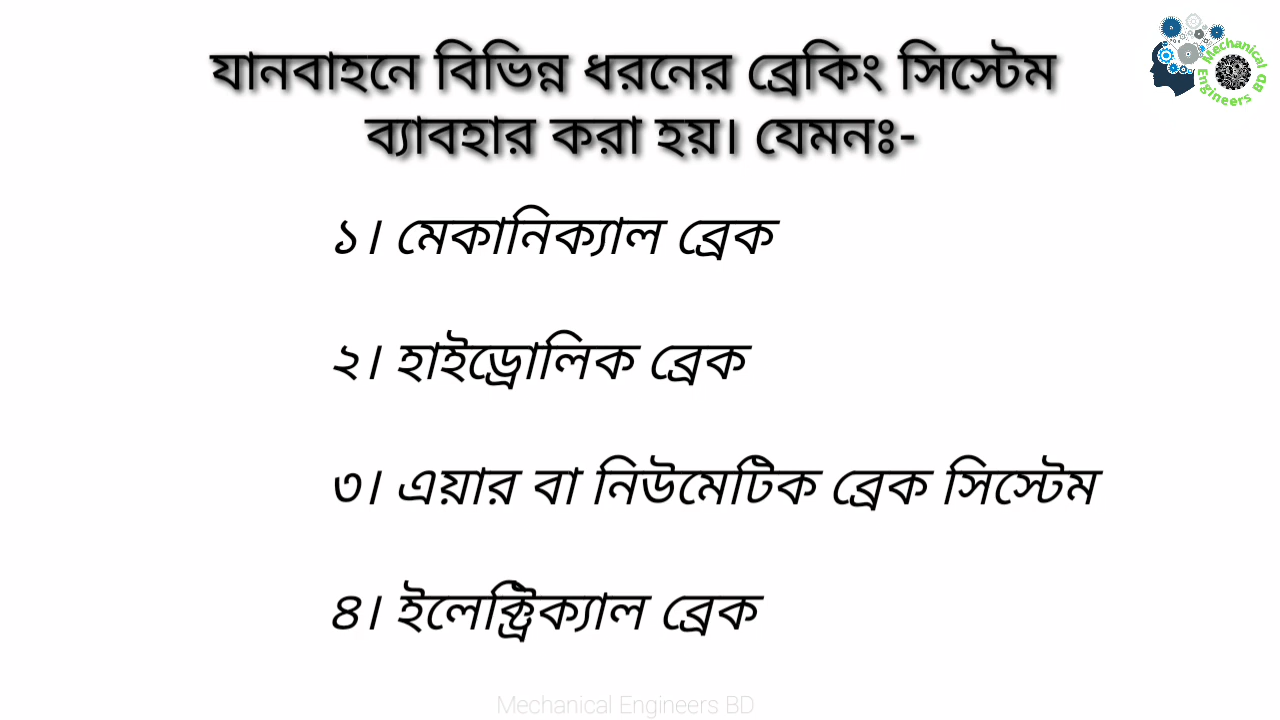 যানবাহনে বিভিন্ন ধরনের ব্রেকিং সিস্টেম
ব্যাবহার করা হয়। যেমনঃ-
১। মেকানিক্যাল ব্রেক
২। হাইড্রোলিক ব্রেক
৩। এয়ার বা নিউমেটিক ব্রেক সিস্টেম
৪। ইলেক্ট্রিক্যাল ব্রেক
Mechanical Engineers BD
Mechanical Engineers BD